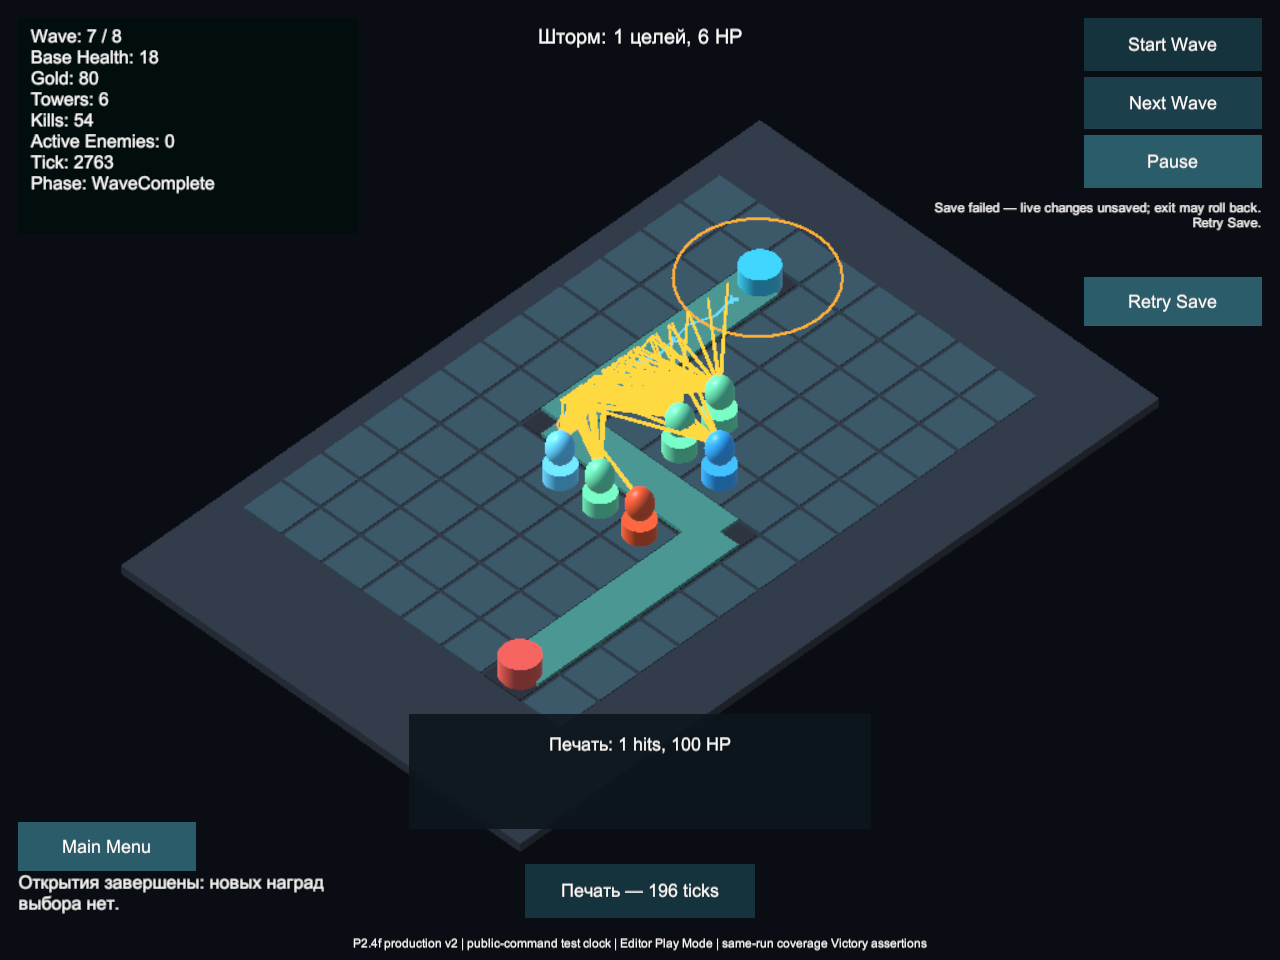 Wave: 7 / 8
Base Health: 18
Gold: 80
Towers: 6
Kills: 54
Active Enemies: 0
Tick: 2763
Phase: WaveComplete
Шторм: 1 целей, 6 HP
Start Wave
Next Wave
Pause
Save failed — live changes unsaved; exit may roll back.
Retry Save.
Retry Save
Печать: 1 hits, 100 HP
Main Menu
Открытия завершены: новых наград
выбора нет.
Печать — 196 ticks
P2.4f production v2 | public-command test clock | Editor Play Mode | same-run coverage Victory assertions